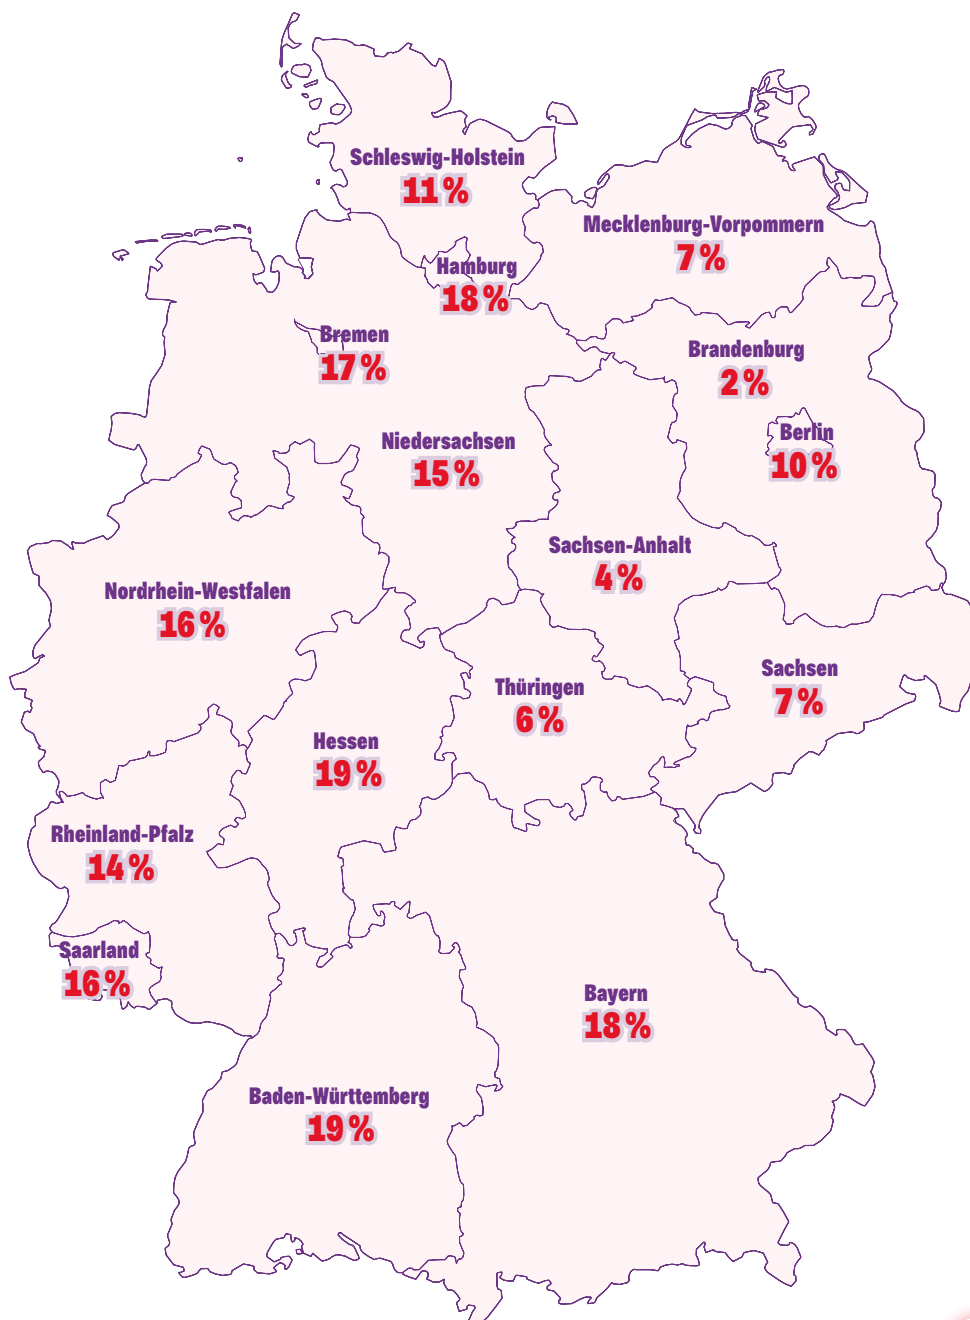 Schleswig-Holstein
11 %
Mecklenburg-Vorpommern
7 %
Hamburg
18 %
Bremen
17 %
Brandenburg
2 %
Berlin
10 %
Niedersachsen
15 %
Sachsen-Anhalt
4 %
Nordrhein-Westfalen
16 %
Sachsen
7 %
Thüringen
6 %
Hessen
19 %
Rheinland-Pfalz
14 %
Saarland
16 %
Bayern
18 %
Baden-Württemberg
19 %